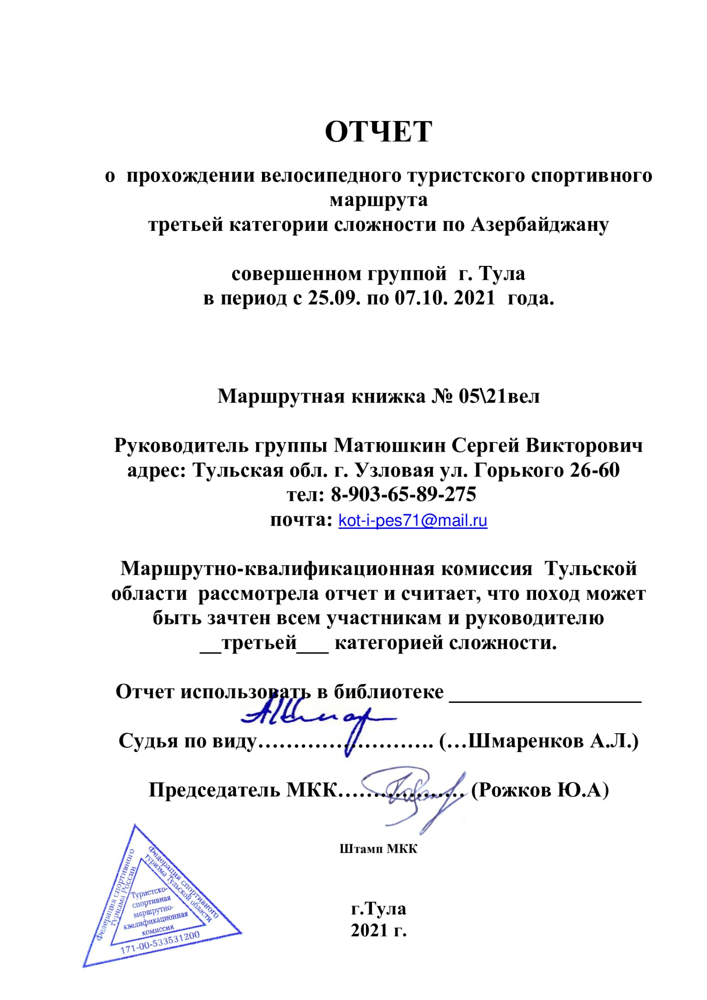 ОТЧЕТ
о прохождении велосипедного туристского спортивного
маршрута
третьей категории сложности по Азербайджану
совершенном группой г. Тула
в период с 25.09. по 07.10. 2021 года.
Маршрутная книжка № 05\21вел
Руководитель группы Матюшкин Сергей Викторович
адрес: Тульская обл. г. Узловая ул. Горького 26-60
тел: 8-903-65-89-275
почта: kot-i-pes71@mail.ru
Маршрутно-квалификационная комиссия Тульской
области рассмотрела отчет и считает, что поход может
быть зачтен всем участникам и руководителю
__третьей___ категорией сложности.
Отчет использовать в библиотеке __________________
Судья по виду……………………. (…Шмаренков А.Л.)
Председатель МКК……………… (Рожков Ю.А)
Штамп МКК
Федерация спортивного
туризма России
Федерация спортивного
туризма Тульской области
Туристско-
спортивная
маршрутно-
квалификационная
комиссия
171-00-533531200
г.Тула
2021 г.